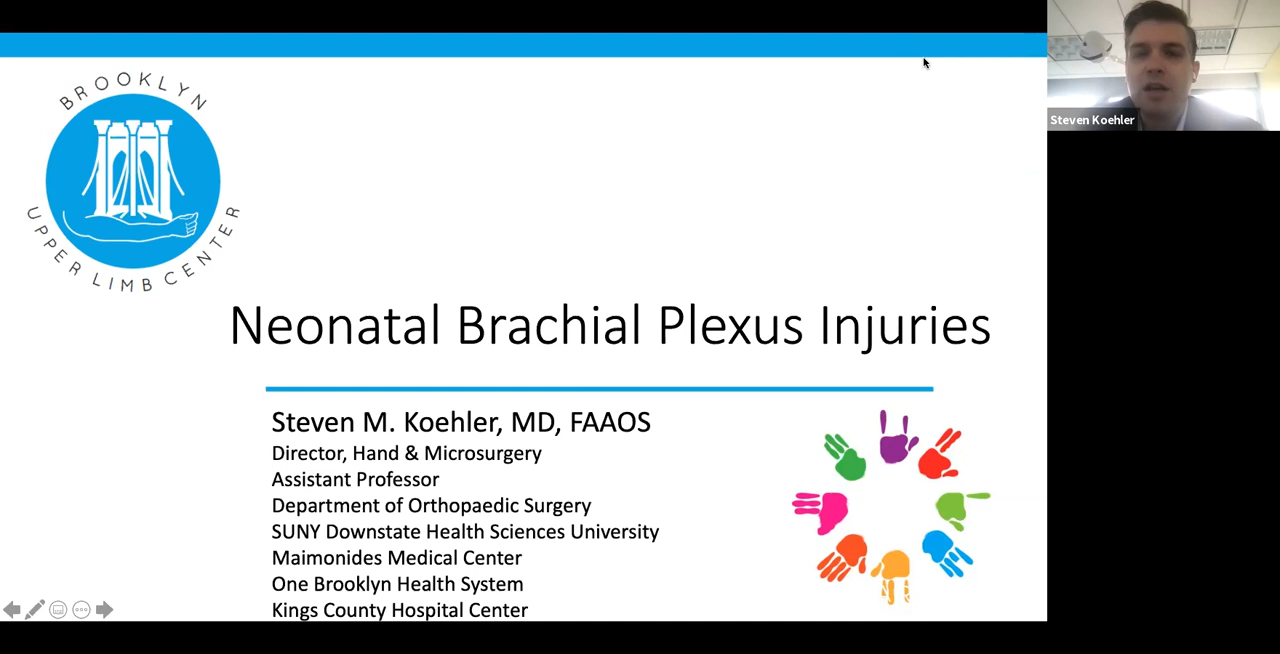 BROOKLYN
UPPER LIMB CENTER
Steven Koehler
Neonatal Brachial Plexus Injuries
Steven M. Koehler, MD, FAAOS
Director, Hand & Microsurgery
Assistant Professor
Department of Orthopaedic Surgery
SUNY Downstate Health Sciences University
Maimonides Medical Center
One Brooklyn Health System
Kings County Hospital Center